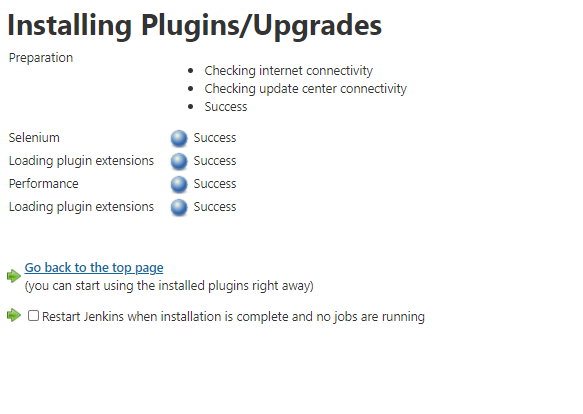 Installing Plugins/Upgrades
Preparation
Checking internet connectivity
Checking update center connectivity
Success
Selenium Success
Loading plugin extensions Success
Performance Success
Loading plugin extensions Success
Go back to the top page
(you can start using the installed plugins right away)
Restart Jenkins when installation is complete and no jobs are running